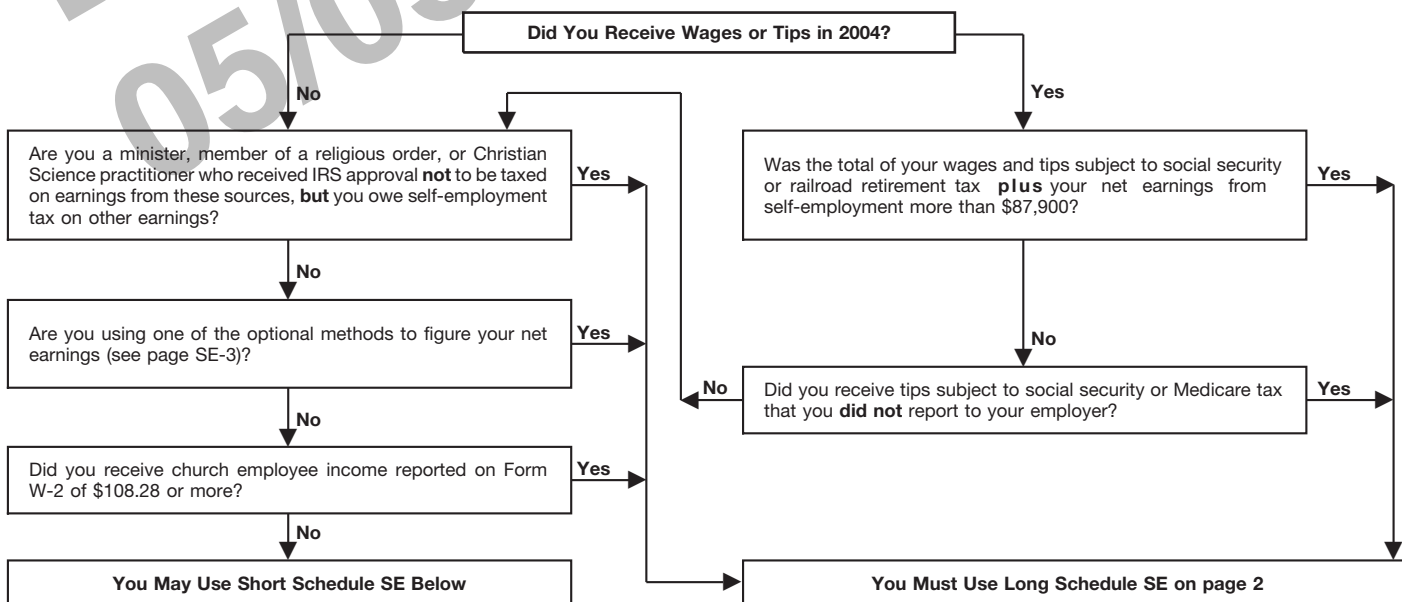 05/0
Did You Receive Wages or Tips in 2004?
No
Yes
Are you a minister, member of a religious order, or Christian
Science practitioner who received IRS approval not to be taxed
on earnings from these sources, but you owe self-employment
tax on other earnings?
Yes
Was the total of your wages and tips subject to social security
or railroad retirement tax plus your net earnings from
self-employment more than $87,900?
Yes
No
Are you using one of the optional methods to figure your net
earnings (see page SE-3)?
Yes
No
No
Did you receive tips subject to social security or Medicare tax
that you did not report to your employer?
Yes
No
Did you receive church employee income reported on Form
W-2 of $108.28 or more?
Yes
No
You May Use Short Schedule SE Below
You Must Use Long Schedule SE on page 2